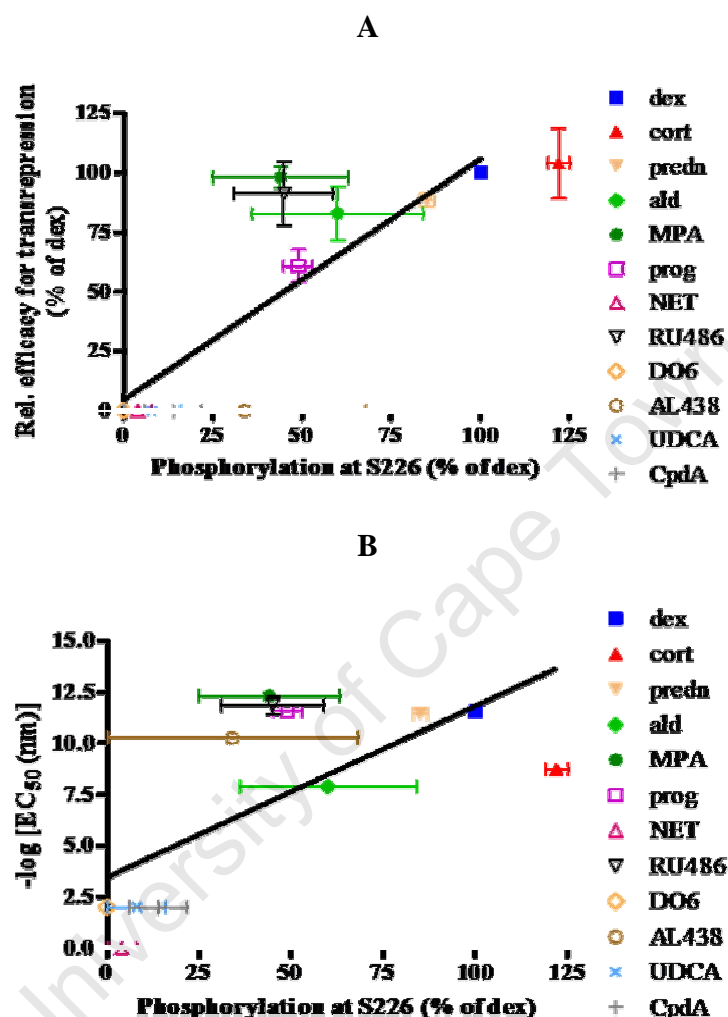 A
Rel. efficacy for transrepression
(% of dex)
125
100
75
50
25
0
0 25 50 75 100 125
Phosphorylation at S226 (% of dex)
dex
cort
predn
ald
MPA
prog
NET
RU486
DO6
AL438
UDCA
CpdA
B
-log [EC50 (nm)]
15.0
12.5
10.0
7.5
5.0
2.5
0.0
0 25 50 75 100 125
Phosphorylation at S226 (% of dex)
dex
cort
predn
ald
MPA
prog
NET
RU486
DO6
AL438
UDCA
CpdA
University of Cape Town